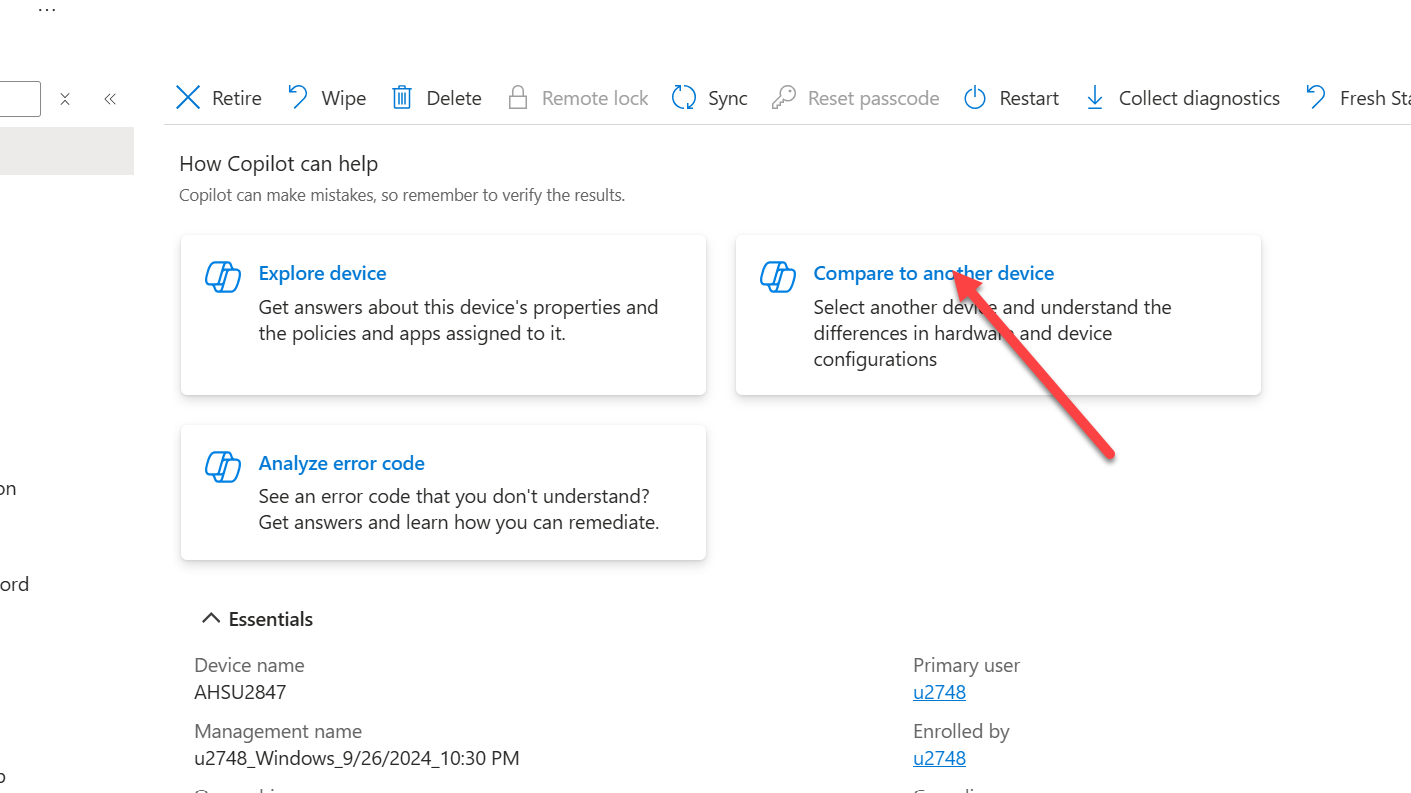 ...
Retire Wipe Delete Remote lock Sync Reset passcode Restart Collect diagnostics Fresh
How Copilot can help
Copilot can make mistakes, so remember to verify the results.
Explore device
Get answers about this device's properties and
the policies and apps assigned to it.
Compare to another device
Select another device and understand the
differences in hardware and device
configurations
Analyze error code
See an error code that you don't understand?
Get answers and learn how you can remediate.
on
ord
Essentials
Device name
AHSU2847
Primary user
u2748
Management name
u2748_Windows_9/26/2024_10:30 PM
Enrolled by
u2748